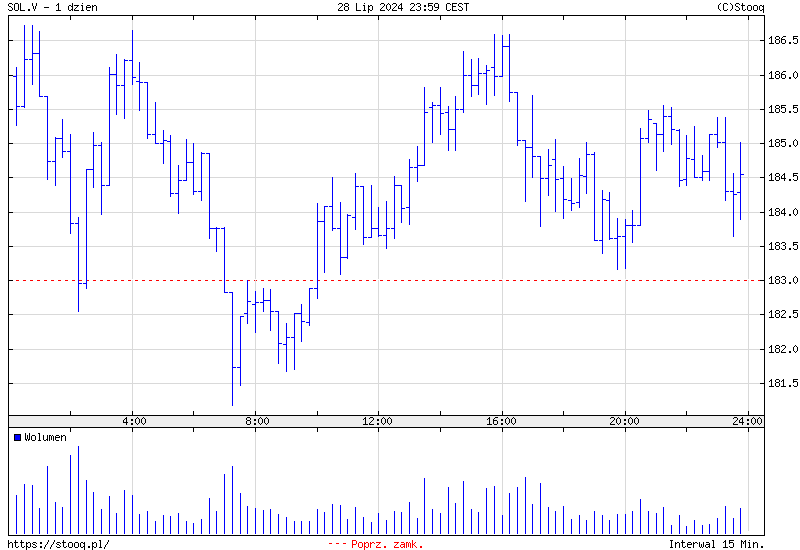 SOL.V - 1 dzien 28 Lip 2024 23:59 CEST (C)Stooq
186.5
186.0
185.5
185.0
184.5
184.0
183.5
183.0
182.5
182.0
181.5
4:00 8:00 12:00 16:00 20:00 24:00
Wolumen
https://stooq.pl/ --- Poprz. zamk. Interwal 15 Min.